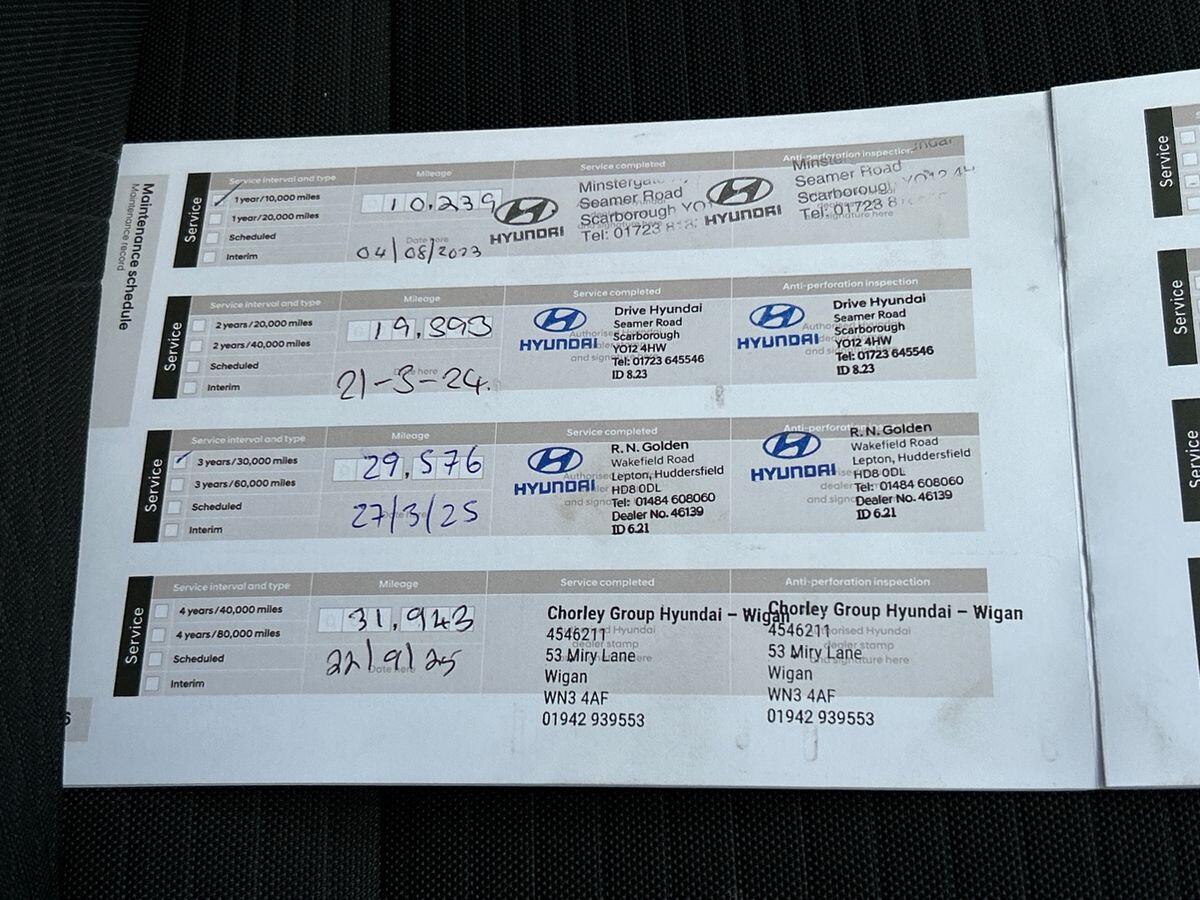 Maintenance schedule
Maintenance record
Service
Service interval and type
Mileage
Service completed
Anti-perforation inspection
1 year/10,000 miles
1 year/20,000 miles
Scheduled
Interim
10,239
Date here
04/08/2023
HYUNDAI
Seamer Road
Scarborough
Tel: 01723
HYUNDAI
Seamer Road
Scarborough YO12 4
Tel: 01723 8
signature here
Service
Service interval and type
Mileage
Service completed
Anti-perforation inspection
2 years/20,000 miles
2 years/40,000 miles
Scheduled
Interim
19,393
Date here
21-3-24.
HYUNDAI
Drive Hyundai
Seamer Road
Scarborough
YO12 4HW
Tel: 01723 645546
ID 8.23
HYUNDAI
Drive Hyundai
Seamer Road
Scarborough
YO12 4HW
Tel: 01723 645546
ID 8.23
Service
Service interval and type
Mileage
Service completed
3 years/30,000 miles
3 years/60,000 miles
Scheduled
Interim
29,576
27/3/25
HYUNDAI
R. N. Golden
Wakefield Road
Lepton, Huddersfield
HD8 0DL
Tel: 01484 608060
Dealer No. 46139
ID 6.21
HYUNDAI
R. N. Golden
Wakefield Road
Lepton, Huddersfield
HD8 0DL
Tel: 01484 608060
Dealer No. 46139
ID 6.21
Service
Service interval and type
Mileage
Service completed
Anti-perforation inspection
4 years/40,000 miles
4 years/80,000 miles
Scheduled
Interim
31,943
Date here
22/9/25
Chorley Group Hyundai – Wigan
4546211
53 Miry Lane
Wigan
WN3 4AF
01942 939553
Chorley Group Hyundai – Wigan
4546211
53 Miry Lane
Wigan
WN3 4AF
01942 939553
6
Service
Service
Service
Service